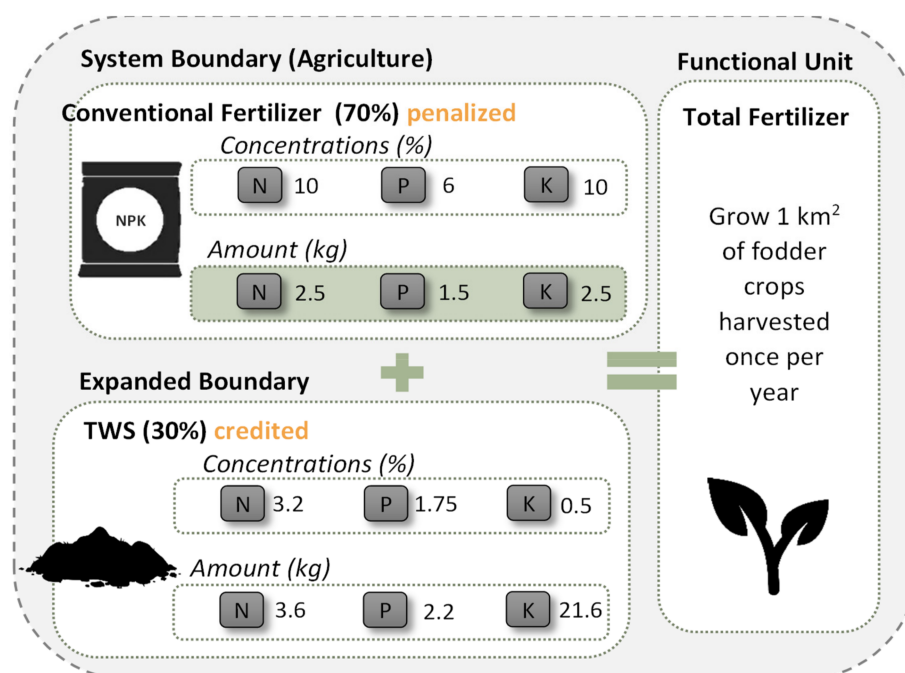 System Boundary (Agriculture)
Conventional Fertilizer (70%) penalized
Concentrations (%)
N 10 P 6 K 10
NPK
Amount (kg)
N 2.5 P 1.5 K 2.5
Expanded Boundary
TWS (30%) credited
Concentrations (%)
N 3.2 P 1.75 K 0.5
Amount (kg)
N 3.6 P 2.2 K 21.6
Functional Unit
Total Fertilizer
Grow 1 km²
of fodder
crops
harvested
once per
year